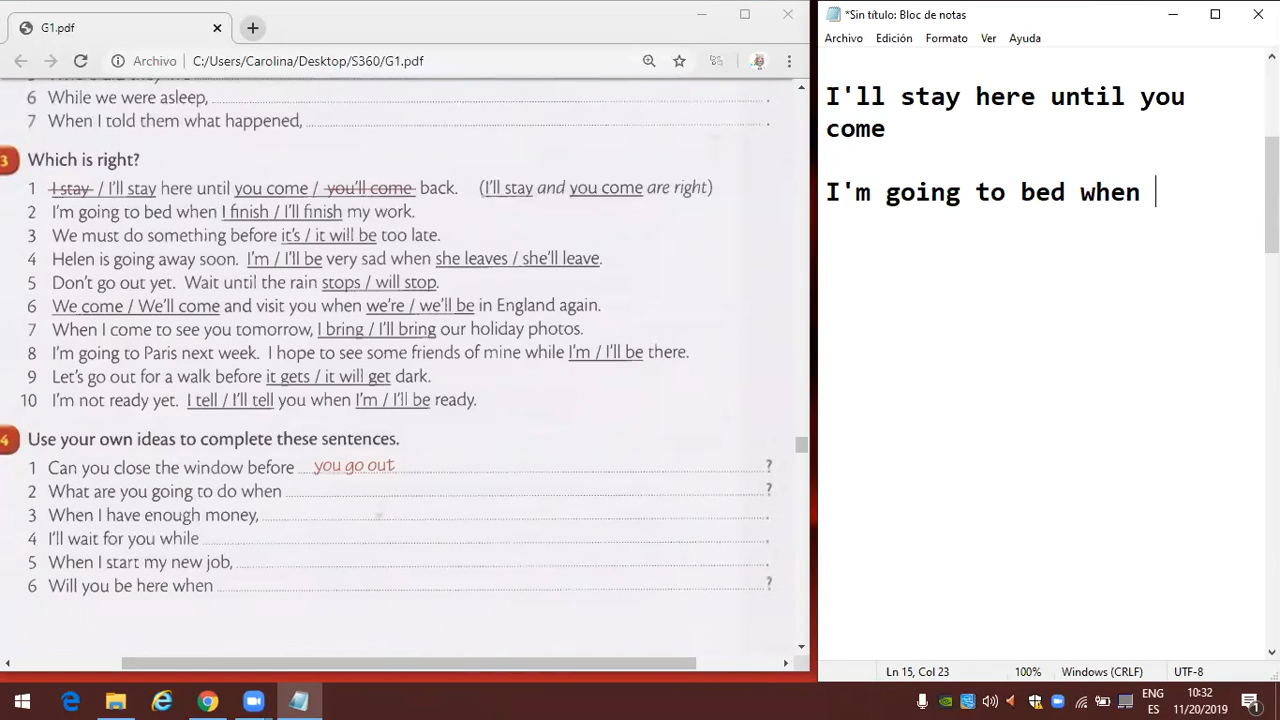 G1.pdf
Archivo
C:/Users/Carolina/Desktop/S360/G1.pdf
6 While we were asleep, .
7 When I told them what happened, .
3 Which is right?
1 I stay / I'll stay here until you come / you'll come back. (I'll stay and you come are right)
2 I'm going to bed when I finish / I'll finish my work.
3 We must do something before it's / it will be too late.
4 Helen is going away soon. I'm / I'll be very sad when she leaves / she'll leave.
5 Don't go out yet. Wait until the rain stops / will stop.
6 We come / We'll come and visit you when we're / we'll be in England again.
7 When I come to see you tomorrow, I bring / I'll bring our holiday photos.
8 I'm going to Paris next week. I hope to see some friends of mine while I'm / I'll be there.
9 Let's go out for a walk before it gets / it will get dark.
10 I'm not ready yet. I tell / I'll tell you when I'm / I'll be ready.
4 Use your own ideas to complete these sentences.
1 Can you close the window before you go out ?
2 What are you going to do when ?
3 When I have enough money, .
4 I'll wait for you while .
5 When I start my new job, .
6 Will you be here when ?
*Sin título: Bloc de notas
Archivo Edición Formato Ver Ayuda
I'll stay here until you
come
I'm going to bed when
Ln 15, Col 23 100% Windows (CRLF) UTF-8
ENG
ES
10:32
11/20/2019
1